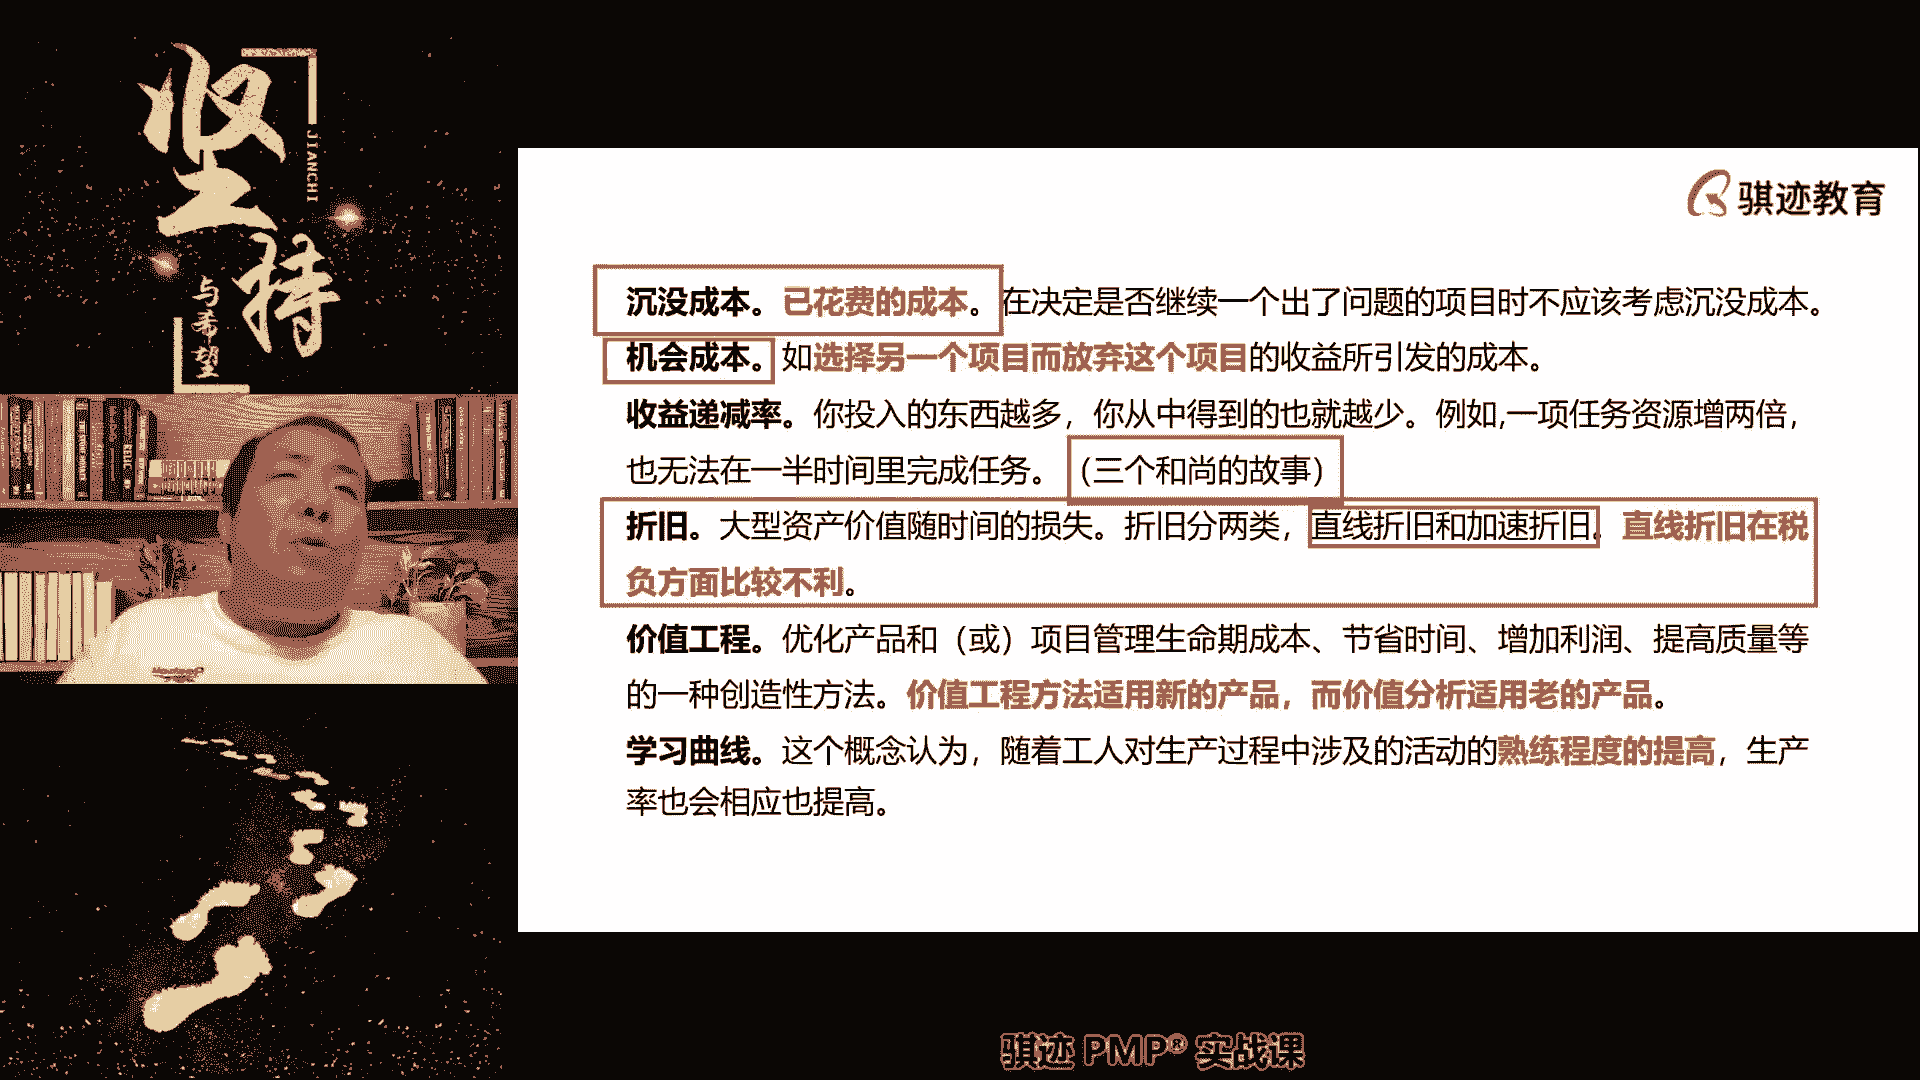 坚持
JIANCHI
与希望
骐迹教育
沉没成本。已花费的成本。在决定是否继续一个出了问题的项目时不应该考虑沉没成本。
机会成本。如选择另一个项目而放弃这个项目的收益所引发的成本。
收益递减率。你投入的东西越多，你从中得到的也就越少。例如,一项任务资源增两倍，
也无法在一半时间里完成任务。（三个和尚的故事）
折旧。大型资产价值随时间的损失。折旧分两类，直线折旧和加速折旧。直线折旧在税
负方面比较不利。
价值工程。优化产品和（或）项目管理生命期成本、节省时间、增加利润、提高质量等
的一种创造性方法。价值工程方法适用新的产品，而价值分析适用老的产品。
学习曲线。这个概念认为，随着工人对生产过程中涉及的活动的熟练程度的提高，生产
率也会相应也提高。
骐迹 PMP® 实战课